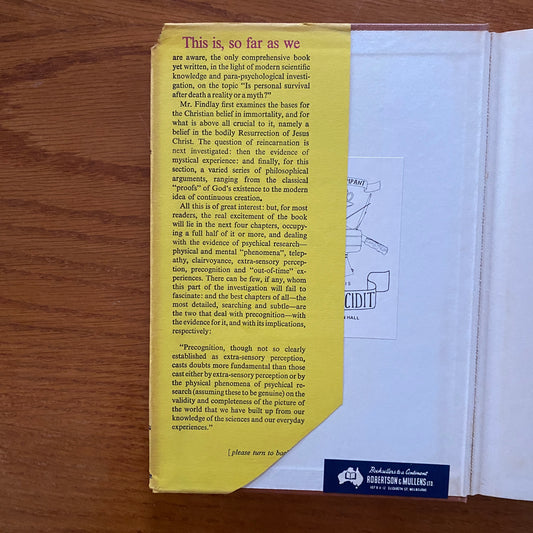 This is, so far as we
are aware, the only comprehensive book
yet written, in the light of modern scientific
knowledge and para-psychological investi-
gation, on the topic “Is personal survival
after death a reality or a myth?”
Mr. Findlay first examines the bases for
the Christian belief in immortality, and for
what is above all crucial to it, namely a
belief in the bodily Resurrection of Jesus
Christ. The question of reincarnation is
next investigated: then the evidence of
mystical experience: and finally, for this
section, a varied series of philosophical
arguments, ranging from the classical
“proofs” of God's existence to the modern
idea of continuous creation.
All this is of great interest: but, for most
readers, the real excitement of the book
will lie in the next four chapters, occupy-
ing a full half of it or more, and dealing
with the evidence of psychical research—
physical and mental “phenomena”, telep-
athy, clairvoyance, extra-sensory percep-
tion, precognition and “out-of-time” ex-
periences. There can be few, if any, whom
this part of the investigation will fail to
fascinate: and the best chapters of all—the
most detailed, searching and subtle—are
the two that deal with precognition—with
the evidence for it, and with its implications,
respectively:
“Precognition, though not so clearly
established as extra-sensory perception,
casts doubts more fundamental than those
cast either by extra-sensory perception or by
the physical phenomena of psychical re-
search (assuming these to be genuine) on the
validity and completeness of the picture of
the world that we have built up from our
knowledge of the sciences and our everyday
experiences.”
[please turn to bac
MPANT
IS
CIDIT
N HALL
Booksellers to a Continent
ROBERTSON & MULLENS LTD.
107 ELIZABETH ST. MELBOURNE